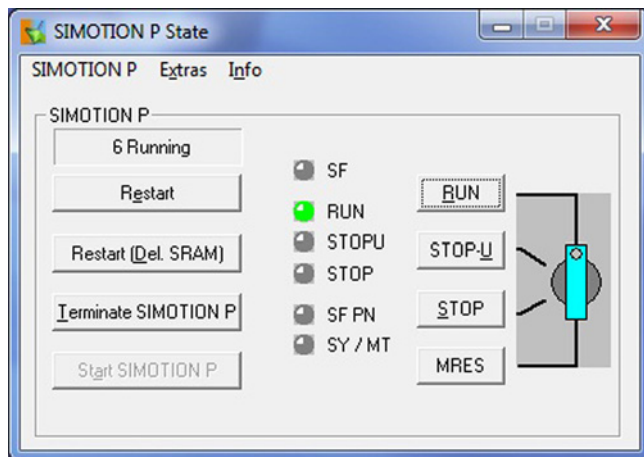 SIMOTION P State
SIMOTION P Extras Info
SIMOTION P
6 Running
Restart
Restart (Del. SRAM)
Terminate SIMOTION P
Start SIMOTION P
SF
RUN
STOPU
STOP
SF PN
SY / MT
RUN
STOP-U
STOP
MRES